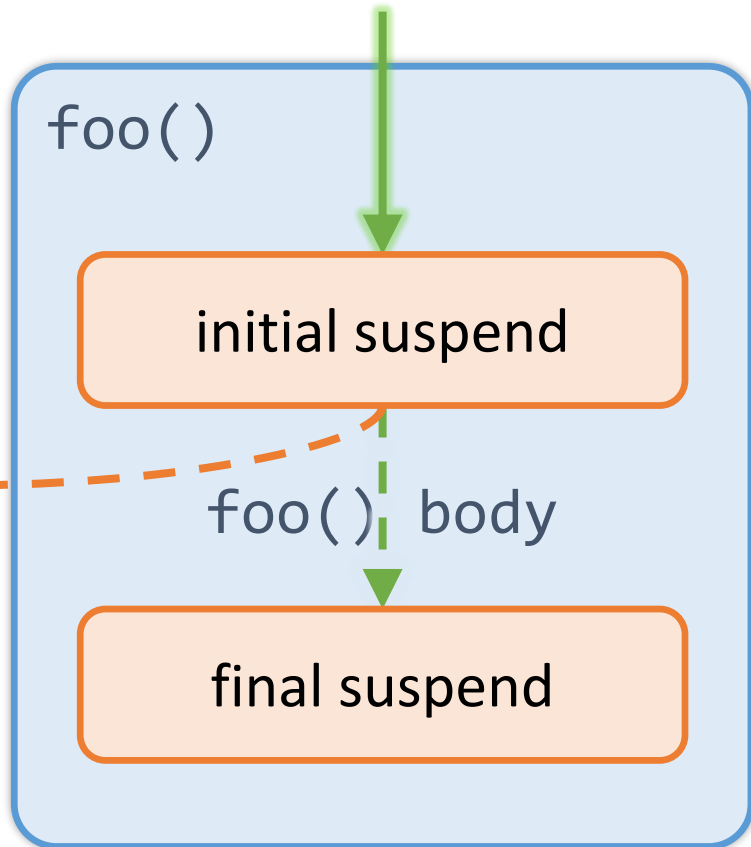 foo()
initial suspend
foo() body
final suspend